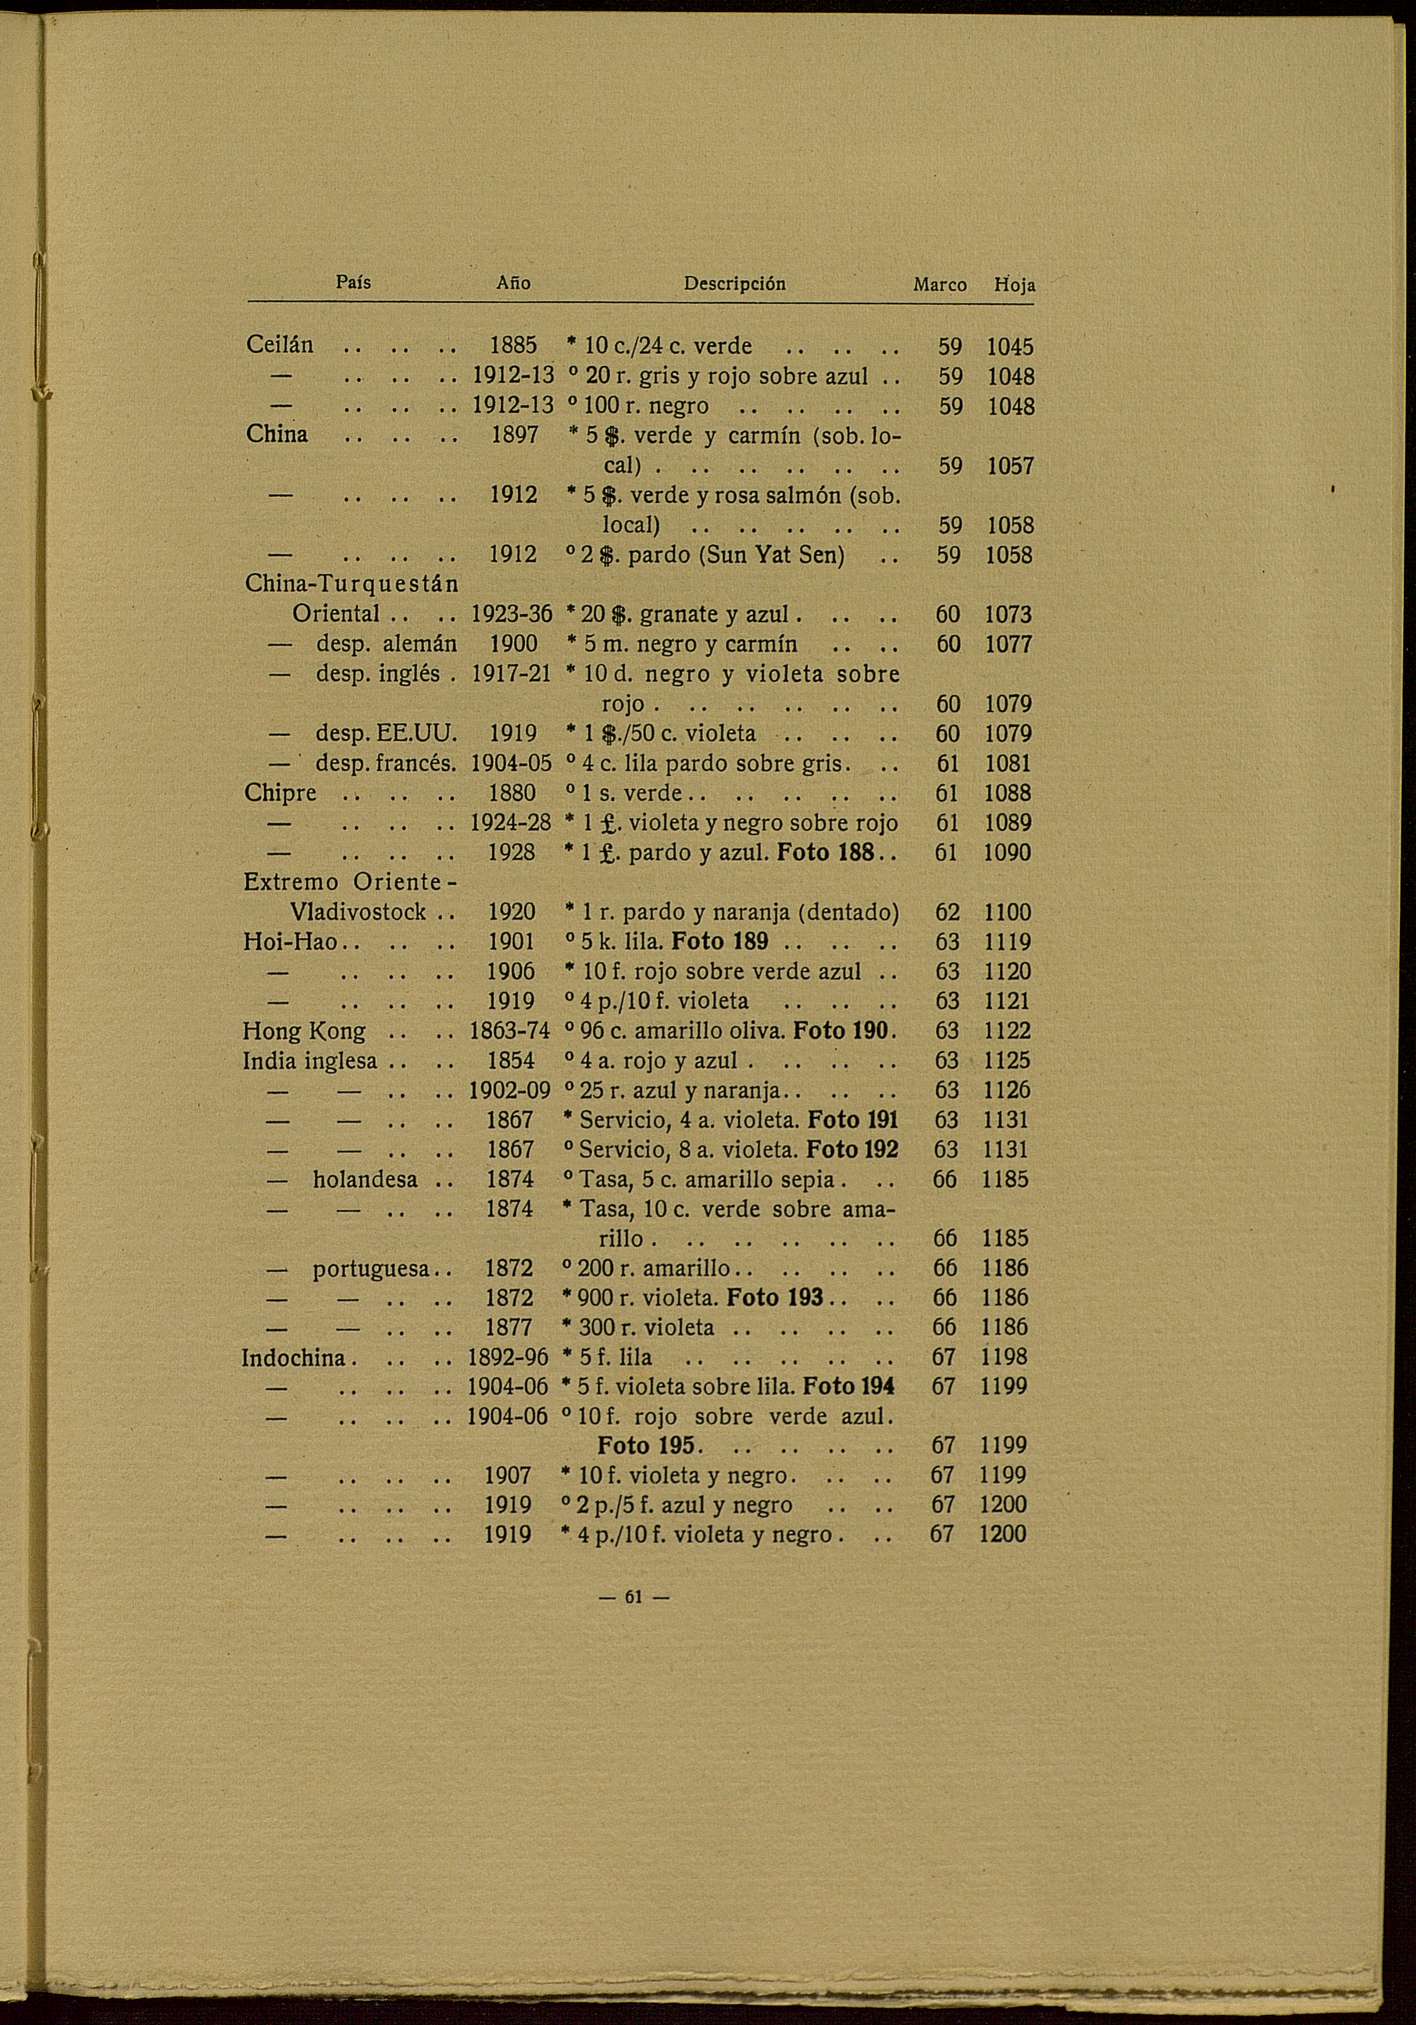 País Año Descripción Marco Hoja
Ceilán .. .. .. 1885 * 10 c./24 c. verde .. .. .. 59 1045
— .. .. .. 1912-13 º 20 r. gris y rojo sobre azul .. 59 1048
— .. .. .. 1912-13 º 100 r. negro .. .. .. .. 59 1048
China .. .. .. 1897 * 5 $. verde y carmín (sob. lo-
cal) . .. .. .. .. .. 59 1057
— .. .. .. 1912 * 5 $. verde y rosa salmón (sob.
local) .. .. .. .. .. 59 1058
— .. .. .. 1912 º 2 $. pardo (Sun Yat Sen) .. 59 1058
China-Turquestán
Oriental .. .. 1923-36 * 20 $. granate y azul . .. .. 60 1073
— desp. alemán 1900 * 5 m. negro y carmín .. .. 60 1077
— desp. inglés . 1917-21 * 10 d. negro y violeta sobre
rojo . .. .. .. .. .. 60 1079
— desp. EE.UU. 1919 * 1 $./50 c. violeta .. .. .. 60 1079
— desp. francés. 1904-05 º 4 c. lila pardo sobre gris. .. 61 1081
Chipre .. .. .. 1880 º 1 s. verde .. .. .. .. .. 61 1088
— .. .. .. 1924-28 * 1 £. violeta y negro sobre rojo 61 1089
— .. .. .. 1928 * 1 £. pardo y azul. Foto 188 .. 61 1090
Extremo Oriente-
Vladivostock .. 1920 * 1 r. pardo y naranja (dentado) 62 1100
Hoi-Hao .. .. .. 1901 º 5 k. lila. Foto 189 .. .. .. 63 1119
— .. .. .. 1906 * 10 f. rojo sobre verde azul .. 63 1120
— .. .. .. 1919 º 4 p./10 f. violeta .. .. .. 63 1121
Hong Kong .. .. 1863-74 º 96 c. amarillo oliva. Foto 190. 63 1122
India inglesa .. .. 1854 º 4 a. rojo y azul . .. .. .. 63 1125
— — .. .. 1902-09 º 25 r. azul y naranja .. .. .. 63 1126
— — .. .. 1867 * Servicio, 4 a. violeta. Foto 191 63 1131
— — .. .. 1867 º Servicio, 8 a. violeta. Foto 192 63 1131
— holandesa .. 1874 º Tasa, 5 c. amarillo sepia . .. 66 1185
— — .. .. 1874 * Tasa, 10 c. verde sobre ama-
rillo . .. .. .. .. .. 66 1185
— portuguesa .. 1872 º 200 r. amarillo .. .. .. .. 66 1186
— — .. .. 1872 * 900 r. violeta. Foto 193 .. .. 66 1186
— — .. .. 1877 * 300 r. violeta .. .. .. .. 66 1186
Indochina . .. .. 1892-96 * 5 f. lila .. .. .. .. .. 67 1198
— .. .. .. 1904-06 * 5 f. violeta sobre lila. Foto 194 67 1199
— .. .. .. 1904-06 º 10 f. rojo sobre verde azul.
Foto 195. .. .. .. .. 67 1199
— .. .. .. 1907 * 10 f. violeta y negro . .. .. 67 1199
— .. .. .. 1919 º 2 p./5 f. azul y negro .. .. 67 1200
— .. .. .. 1919 * 4 p./10 f. violeta y negro . .. 67 1200
— 61 —